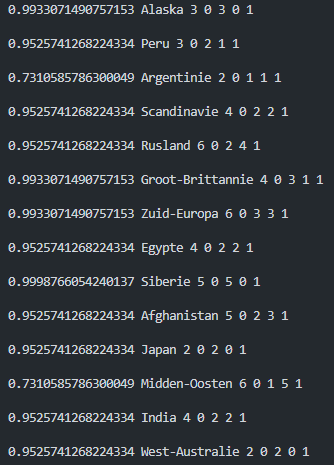 0.9933071490757153 Alaska 3 0 3 0 1
0.9525741268224334 Peru 3 0 2 1 1
0.7310585786300049 Argentinie 2 0 1 1 1
0.9525741268224334 Scandinavie 4 0 2 2 1
0.9525741268224334 Rusland 6 0 2 4 1
0.9933071490757153 Groot-Brittannie 4 0 3 1 1
0.9933071490757153 Zuid-Europa 6 0 3 3 1
0.9525741268224334 Egypte 4 0 2 2 1
0.9998766054240137 Siberie 5 0 5 0 1
0.9525741268224334 Afghanistan 5 0 2 3 1
0.9525741268224334 Japan 2 0 2 0 1
0.7310585786300049 Midden-Oosten 6 0 1 5 1
0.9525741268224334 India 4 0 2 2 1
0.9525741268224334 West-Australie 2 0 2 0 1